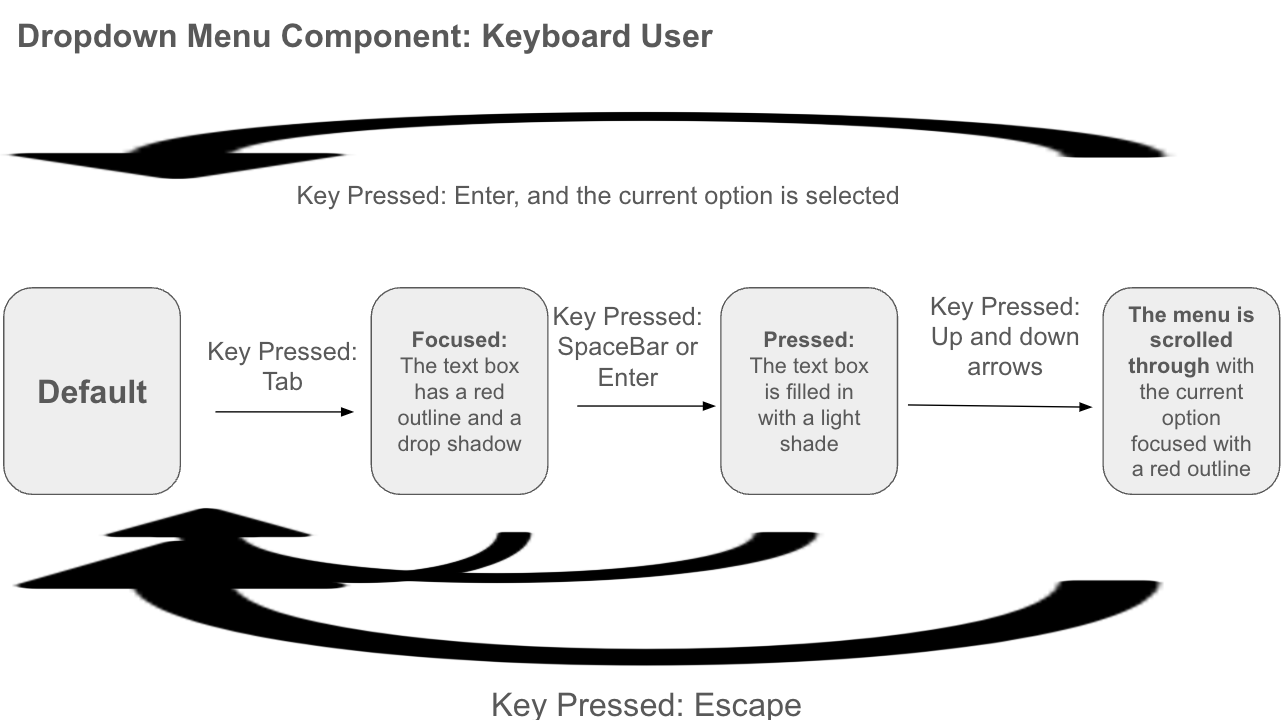 Dropdown Menu Component: Keyboard User
Key Pressed: Enter, and the current option is selected
Default
Key Pressed:
Tab
Focused:
The text box
has a red
outline and a
drop shadow
Key Pressed:
SpaceBar or
Enter
Pressed:
The text box
is filled in
with a light
shade
Key Pressed:
Up and down
arrows
The menu is
scrolled
through with
the current
option
focused with
a red outline
Key Pressed: Escape